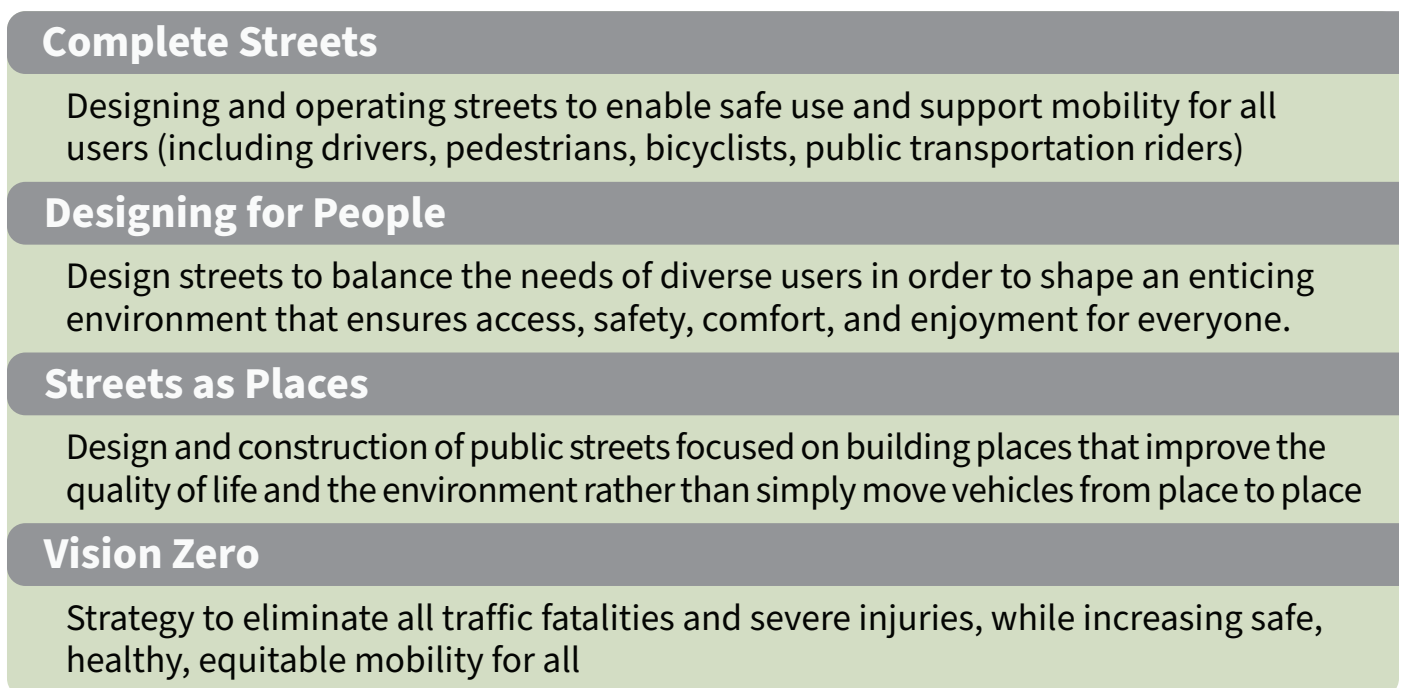 Complete Streets
Designing and operating streets to enable safe use and support mobility for all
users (including drivers, pedestrians, bicyclists, public transportation riders)
Designing for People
Design streets to balance the needs of diverse users in order to shape an enticing
environment that ensures access, safety, comfort, and enjoyment for everyone.
Streets as Places
Design and construction of public streets focused on building places that improve the
quality of life and the environment rather than simply move vehicles from place to place
Vision Zero
Strategy to eliminate all traffic fatalities and severe injuries, while increasing safe,
healthy, equitable mobility for all